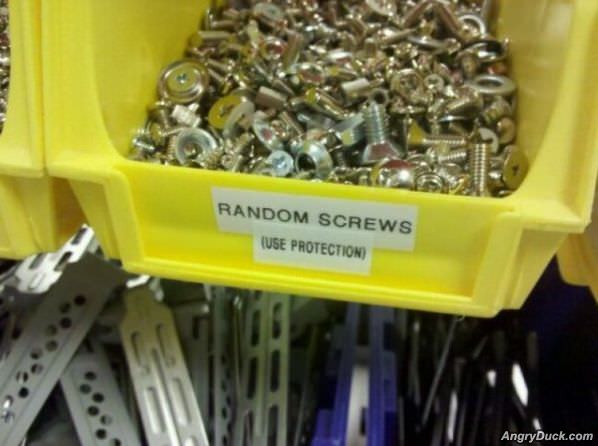 RANDOM SCREWS
(USE PROTECTION)
AngryDuck.com